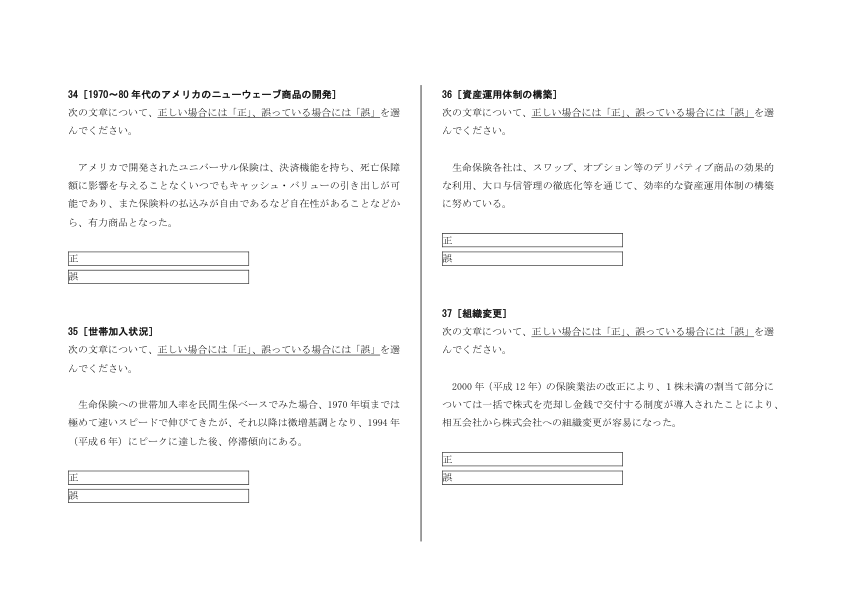 34［1970～80 年代のアメリカのニューウェーブ商品の開発］
次の文章について、正しい場合には「正」、誤っている場合には「誤」を選
んでください。
アメリカで開発されたユニバーサル保険は、決済機能を持ち、死亡保障
額に影響を与えることなくいつでもキャッシュ・バリューの引き出しが可
能であり、また保険料の払込みが自由であるなど自在性があることなどか
ら、有力商品となった。
正
誤
35［世帯加入状況］
次の文章について、正しい場合には「正」、誤っている場合には「誤」を選
んでください。
生命保険への世帯加入率を民間生保ベースでみた場合、1970 年頃までは
極めて速いスピードで伸びてきたが、それ以降は微増基調となり、1994 年
（平成６年）にピークに達した後、停滞傾向にある。
正
誤
36［資産運用体制の構築］
次の文章について、正しい場合には「正」、誤っている場合には「誤」を選
んでください。
生命保険各社は、スワップ、オプション等のデリバティブ商品の効果的
な利用、大口与信管理の徹底化等を通じて、効率的な資産運用体制の構築
に努めている。
正
誤
37［組織変更］
次の文章について、正しい場合には「正」、誤っている場合には「誤」を選
んでください。
2000 年（平成 12 年）の保険業法の改正により、１株未満の割当て部分に
ついては一括で株式を売却し金銭で交付する制度が導入されたことにより、
相互会社から株式会社への組織変更が容易になった。
正
誤